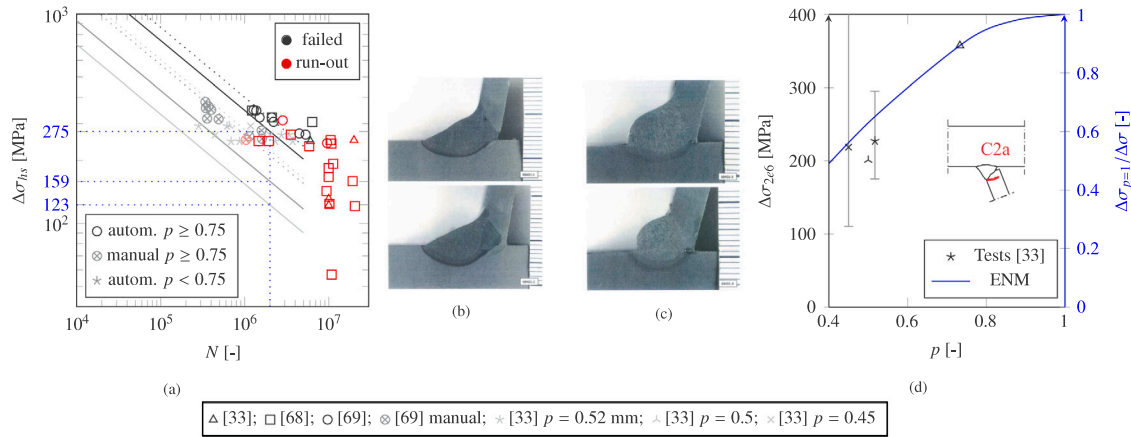 10³
275
159
123
10²
Δσₕₛ [MPa]
failed
run-out
autom. p ≥ 0.75
manual p ≥ 0.75
autom. p < 0.75
10⁴ 10⁵ 10⁶ 10⁷
N [-]
(a)
(b)
(c)
400
300
200
100
0
Δσ₂ₑ₆ [MPa]
C2a
Tests [33]
ENM
0.4 0.6 0.8 1
p [-]
1
0.8
0.6
0.4
0.2
0
Δσₚ₌₁/Δσ [-]
(d)
[33]; [68]; [69]; [69] manual; [33] p = 0.52 mm; [33] p = 0.5; [33] p = 0.45